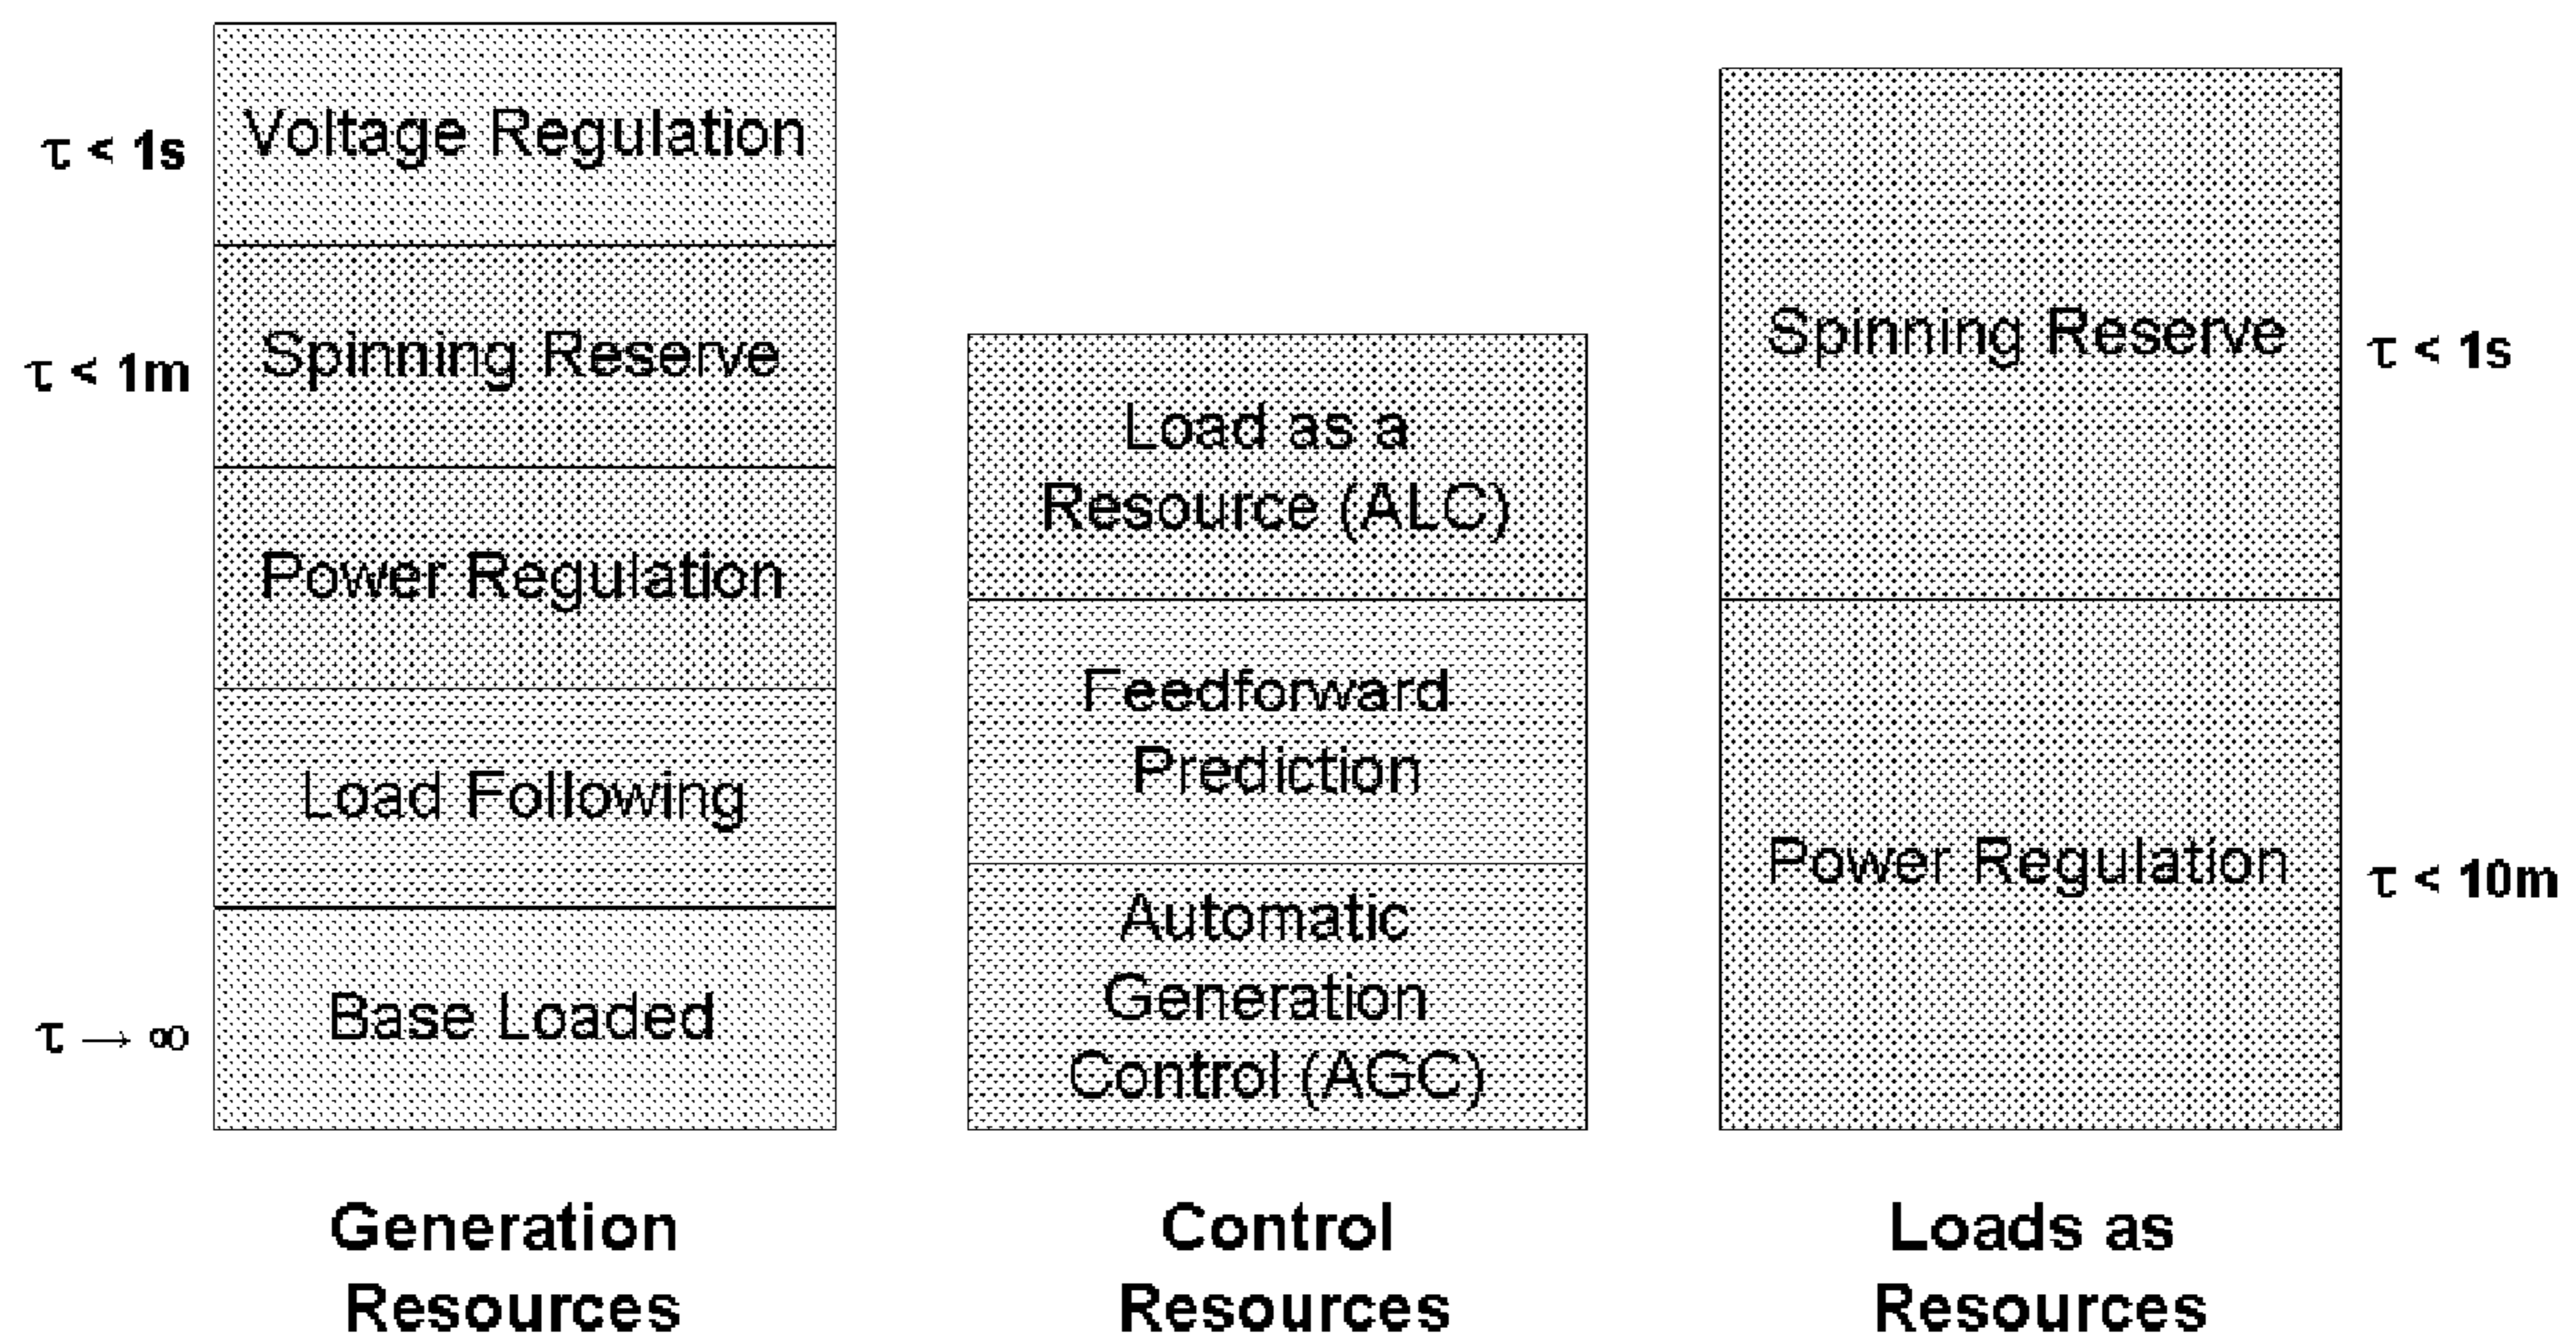 τ < 1s
Voltage Regulation
τ < 1m
Spinning Reserve
Power Regulation
Load Following
τ → ∞
Base Loaded
Generation
Resources
Load as a
Resource (ALC)
Feedforward
Prediction
Automatic
Generation
Control (AGC)
Control
Resources
Spinning Reserve
τ < 1s
Power Regulation
τ < 10m
Loads as
Resources